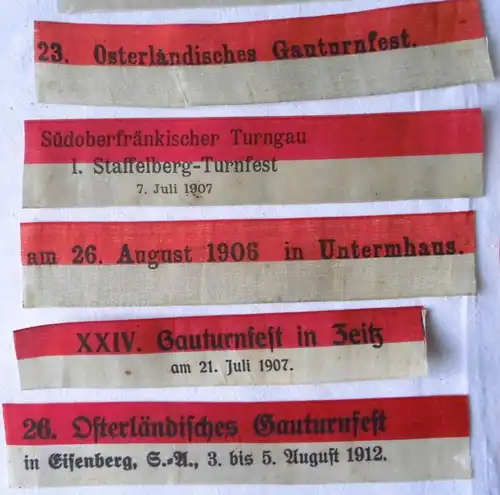 23. Osterländisches Gauturnfest.
Südoberfränkischer Turngau
I. Staffelberg-Turnfest
7. Juli 1907
am 26. August 1906 in Untermhaus.
XXIV. Gauturnfest in Zeitz
am 21. Juli 1907.
26. Osterländisches Gauturnfest
in Eisenberg, S.-A., 3. bis 5. August 1912.